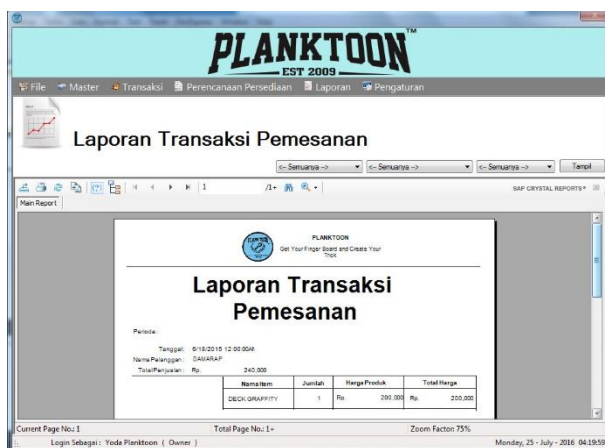 PLANKTOON™
EST 2009
File Master Transaksi Perencanaan Persediaan Laporan Pengaturan
Laporan Transaksi Pemesanan
<-- Semuanya --> <-- Semuanya --> <-- Semuanya --> Tampil
1 /1+ SAP CRYSTAL REPORTS®
Main Report
PLANKTOON
Get Your Finger Board and Create Your
Trick
Laporan Transaksi
Pemesanan
Periode:
Tanggal: 6/18/2016 12:00:00AM
Nama Pelanggan: DAMARAP
TotalPenjualan: Rp. 240,000
Nama Item Jumlah Harga Produk Total Harga
DECK GRAFFITY 1 Rp. 200,000 Rp. 200,000
Current Page No.: 1 Total Page No.: 1+ Zoom Factor: 75%
Login Sebagai : Yoda Planktoon ( Owner ) Monday, 25 - July - 2016 04:19:59